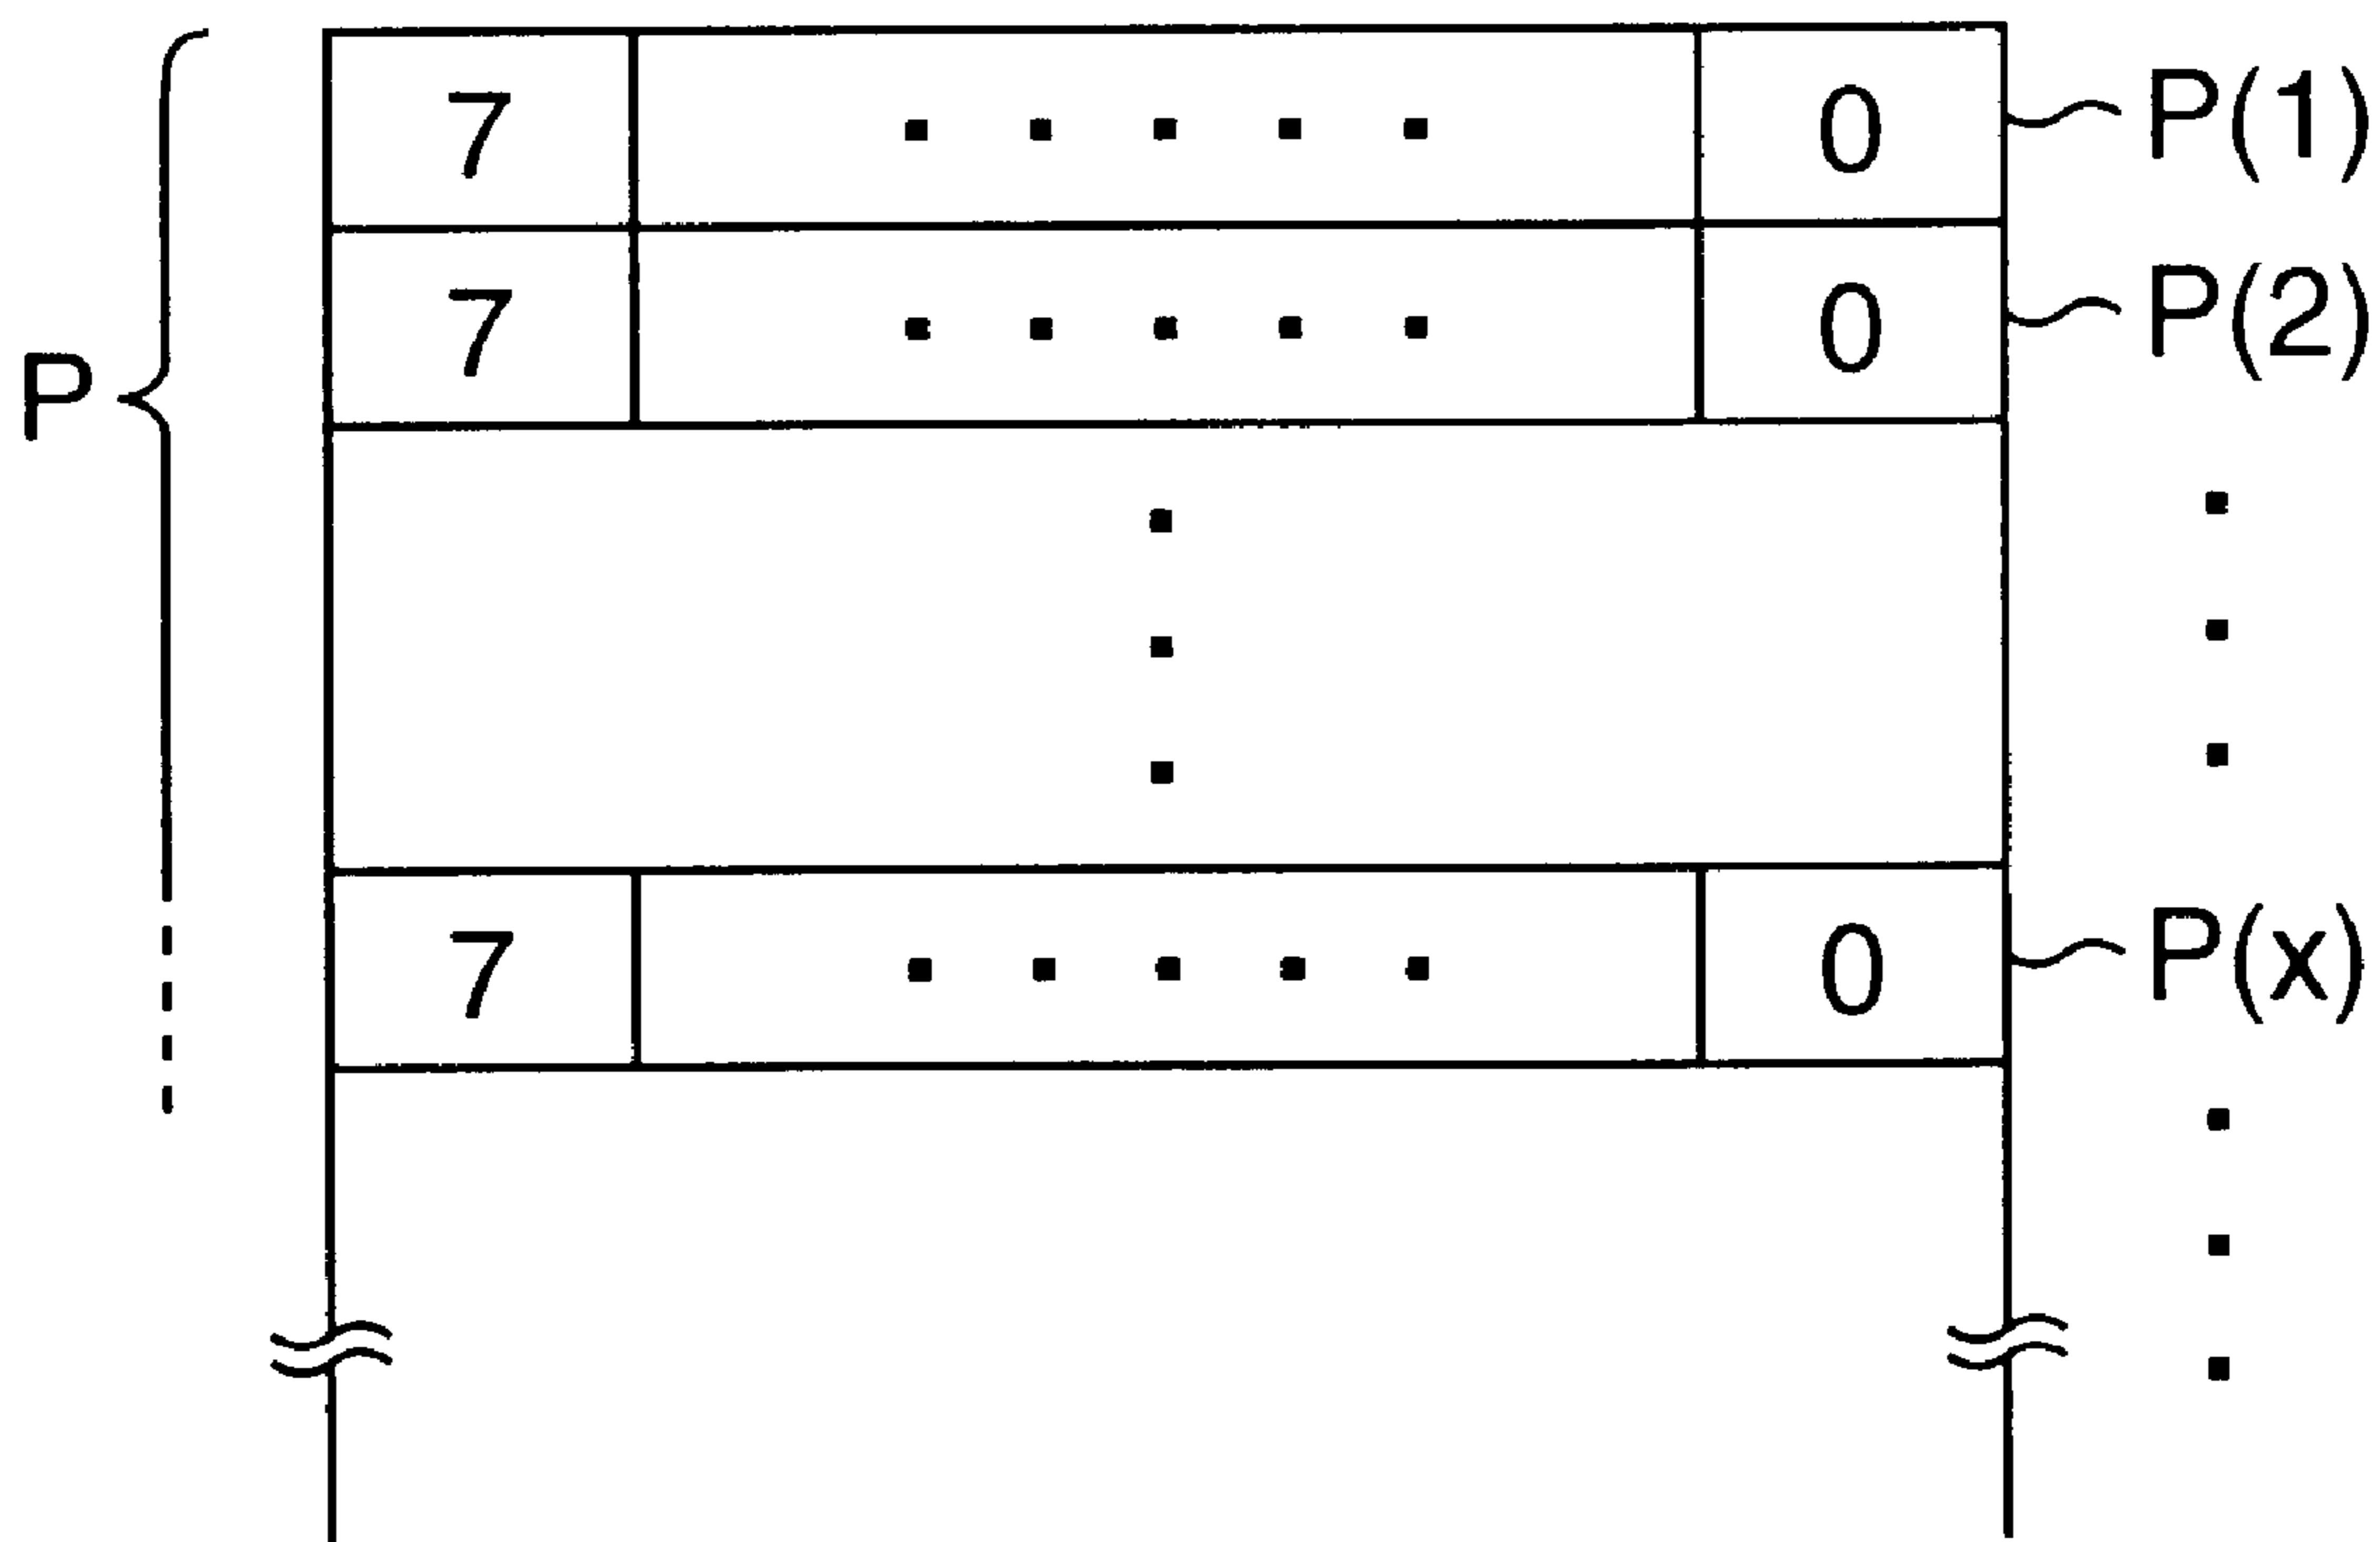 7 . . . . . 0 P(1)
7 . . . . . 0 P(2)
P
7 . . . . . 0 P(x)